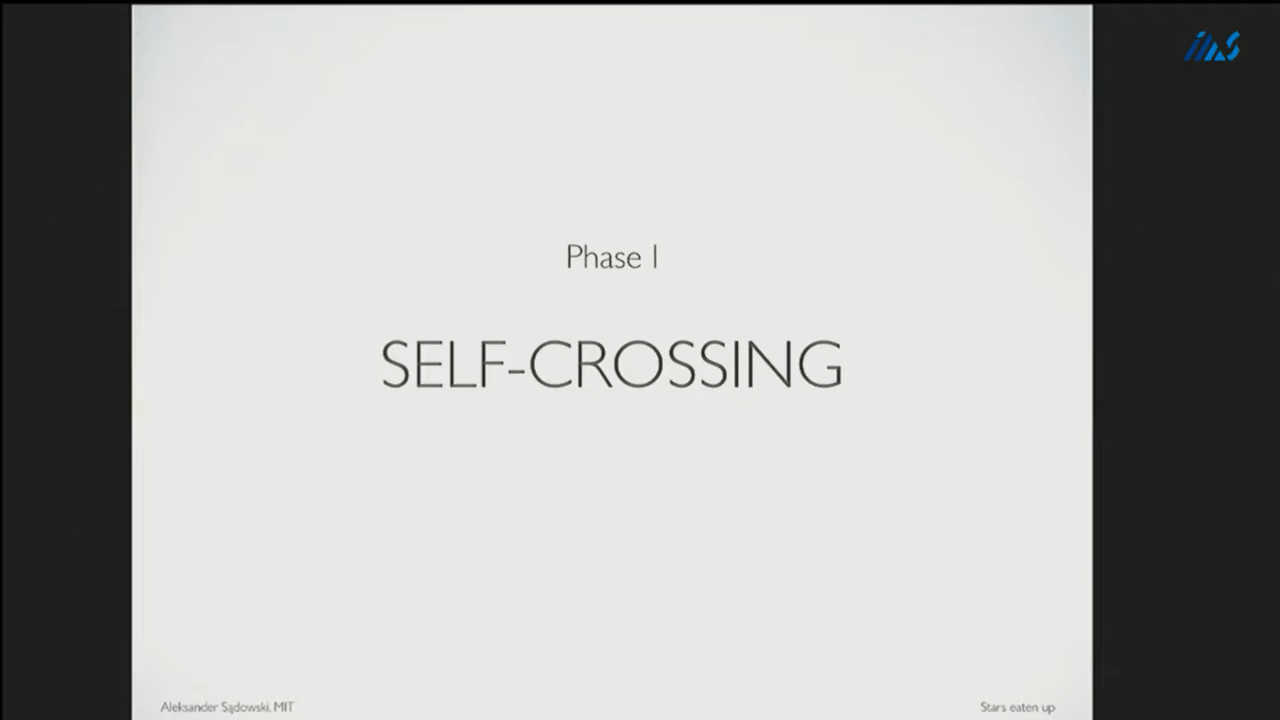 Phase I
SELF-CROSSING
Aleksander Sądowski, MIT
Stars eaten up